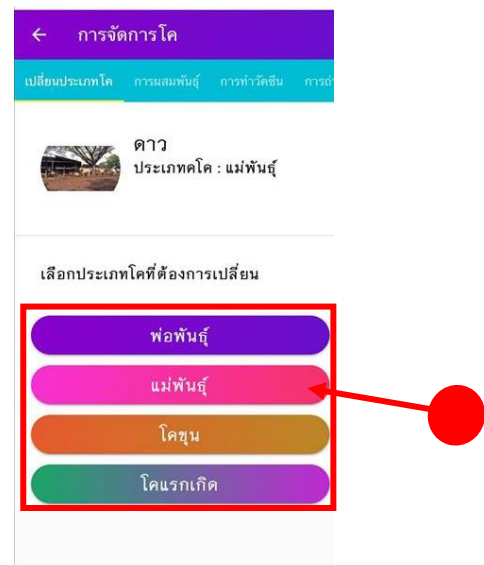 ← การจัดการโค
เปลี่ยนประเภทโค การผสมพันธุ์ การทำวัคซีน
ดาว
ประเภทคโค : แม่พันธุ์
เลือกประเภทโคที่ต้องการเปลี่ยน
พ่อพันธุ์
แม่พันธุ์
โคขุน
โคแรกเกิด